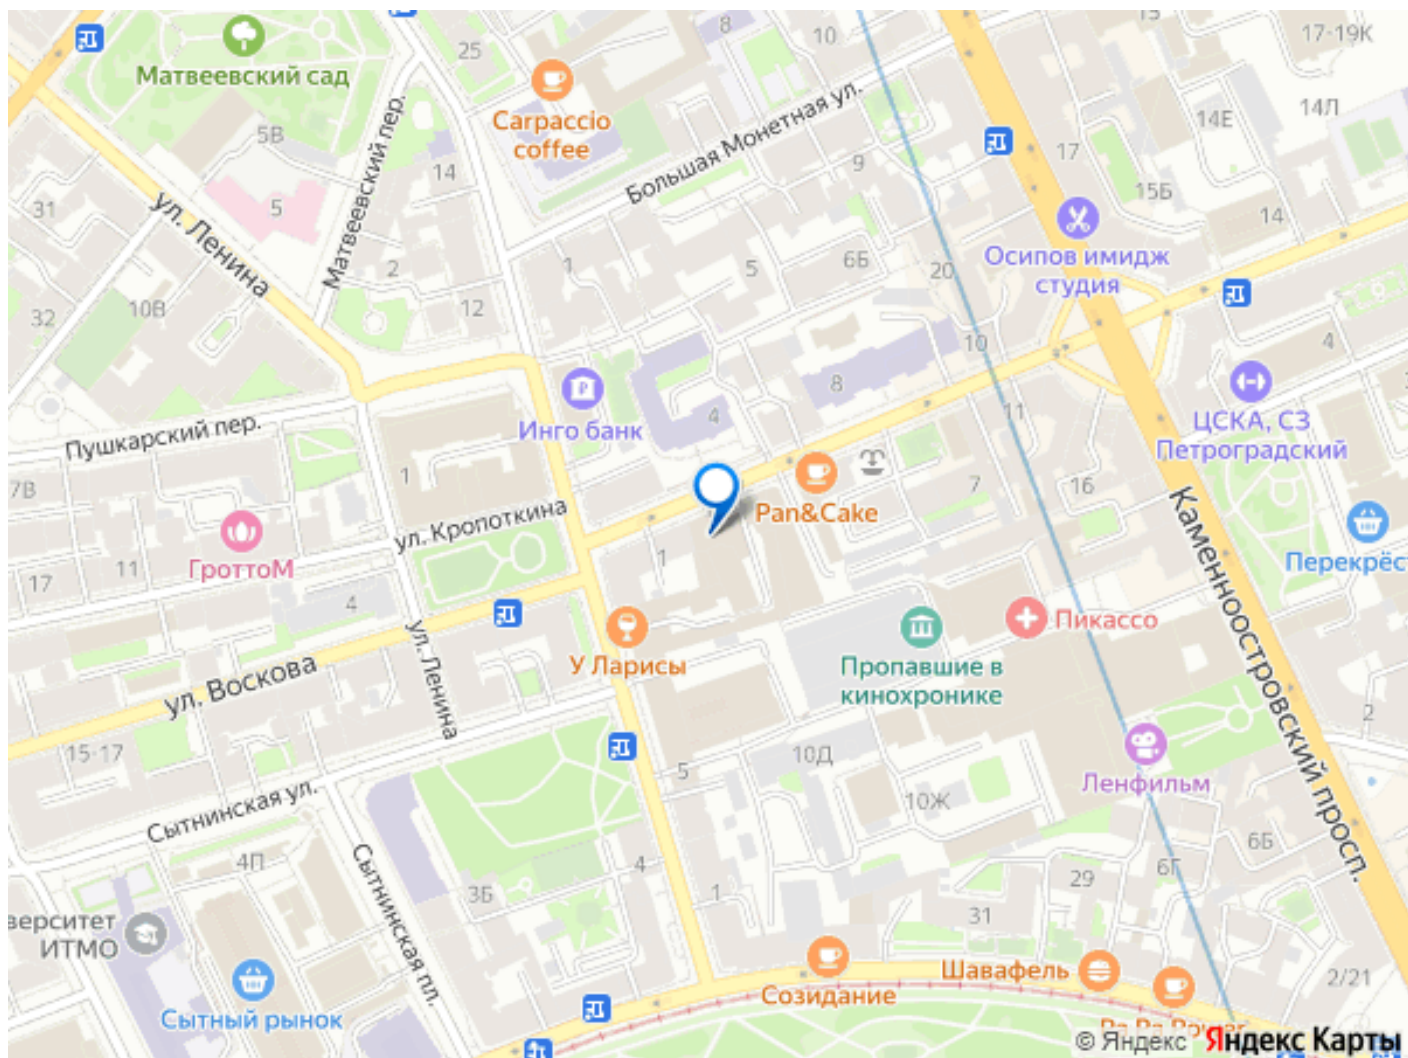 Матвеевский сад
25
8
10
15
17-19К
Carpaccio
coffee
Большая Монетная ул.
14Е
14Л
5В
Матвеевский пер.
14
9
17
15Б
31
5
ул. Ленина
14
Осипов имидж
студия
2
1
5
6Б
20
32
10В
12
10
4
8
ЦСКА, СЗ
Петроградский
Инго банк
4
11
Пушкарский пер.
1
7В
7
16
Pan&Cake
ул. Кропоткина
Каменноостровский просп.
ГроттоМ
Перекрёс
17
11
1
4
Пикассо
У Ларисы
Пропавшие в
кинохронике
ул. Воскова
ул. Ленина
15-17
2
5
10Д
Ленфильм
10Ж
Сытнинская ул.
4П
Сытнинская пл.
3Б
4
1
6Б
6Г
29
31
верситет
ИТМО
Шавафель
2/21
Созидание
Сытный рынок
© Яндекс Яндекс Карты